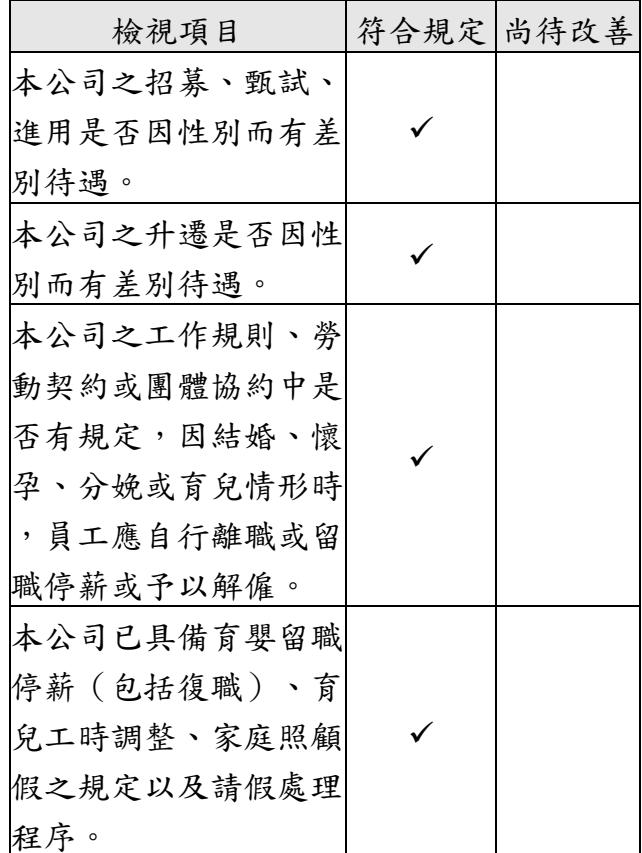 檢視項目 符合規定 尚待改善
本公司之招募、甄試、
進用是否因性別而有差 ✓
別待遇。
本公司之升遷是否因性 ✓
別而有差別待遇。
本公司之工作規則、勞
動契約或團體協約中是
否有規定，因結婚、懷 ✓
孕、分娩或育兒情形時
，員工應自行離職或留
職停薪或予以解僱。
本公司已具備育嬰留職
停薪（包括復職）、育
兒工時調整、家庭照顧 ✓
假之規定以及請假處理
程序。